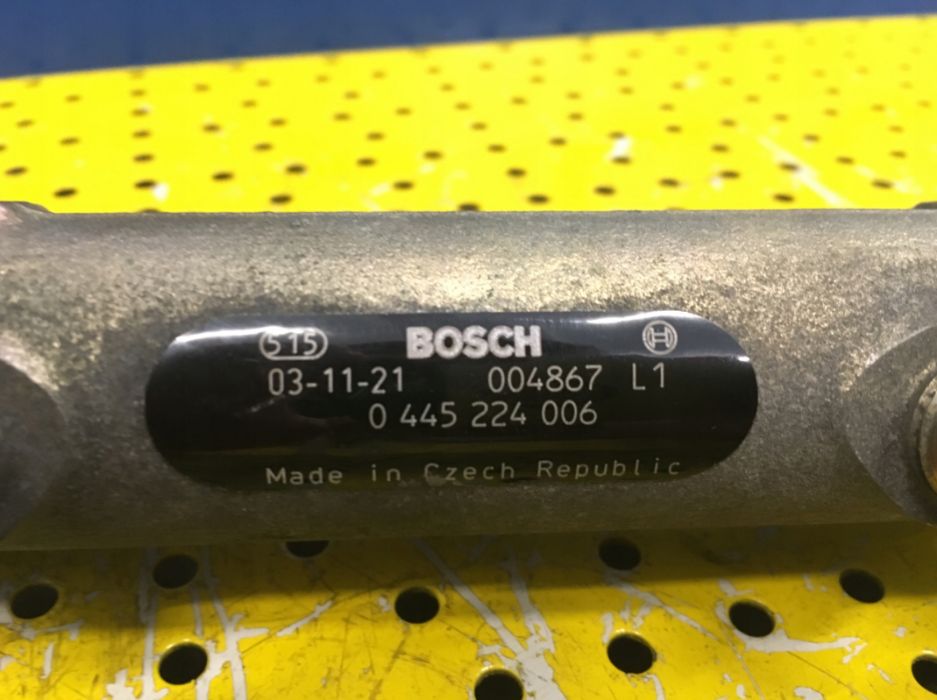 515 BOSCH
03-11-21 004867 L1
0 445 224 006
Made in Czech Republic